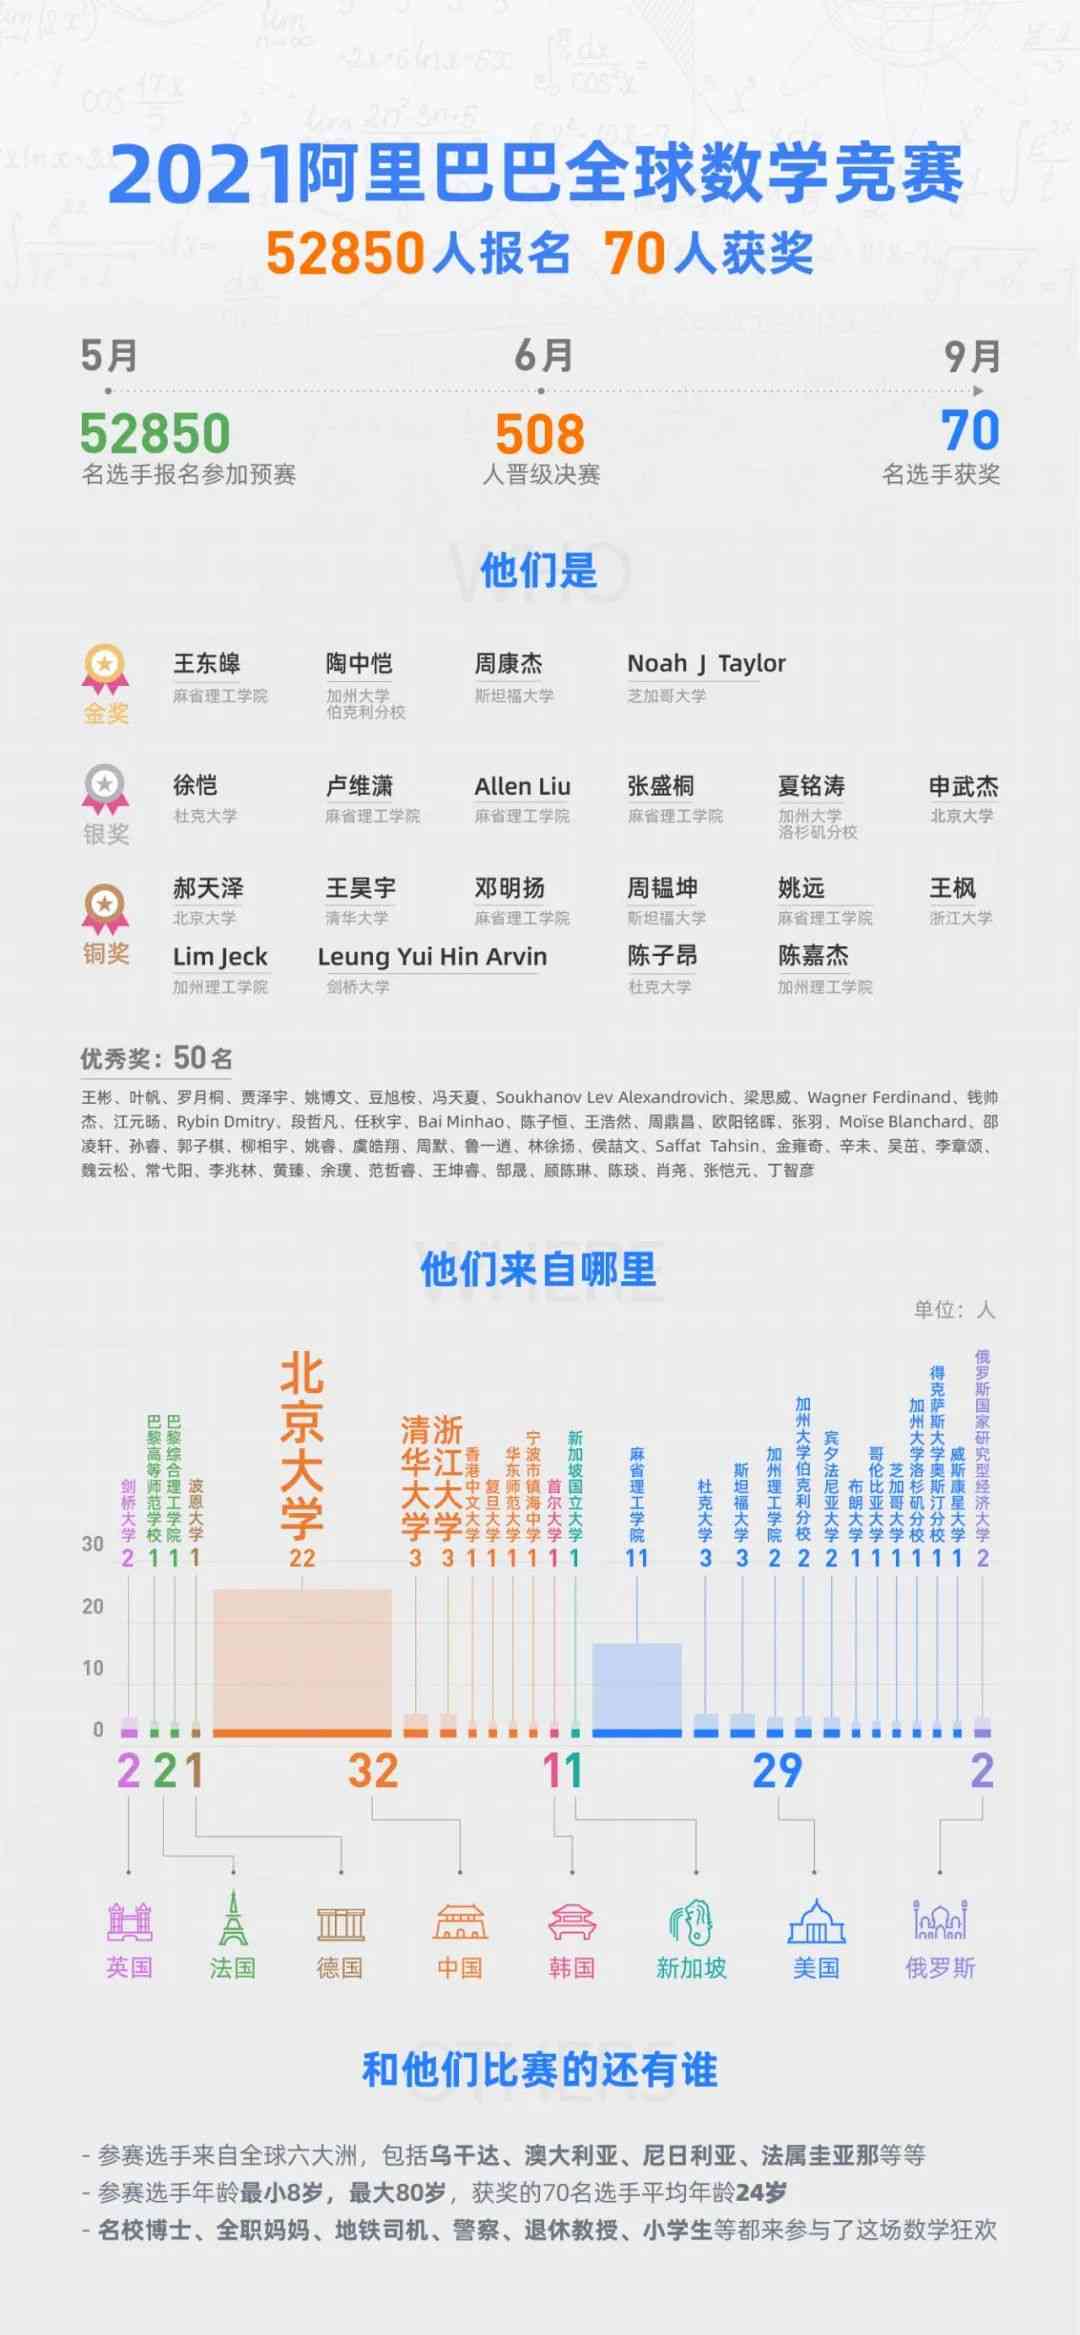 2021阿里巴巴全球数学竞赛
52850人报名 70人获奖
5月 6月 9月
52850 508 70
名选手报名参加预赛 人晋级决赛 名选手获奖
WHO
他们是
王东皞 陶中恺 周康杰 Noah J Taylor
麻省理工学院 加州大学 斯坦福大学 芝加哥大学
伯克利分校
金奖
徐恺 卢维潇 Allen Liu 张盛桐 夏铭涛 申武杰
杜克大学 麻省理工学院 麻省理工学院 麻省理工学院 加州大学 北京大学
洛杉矶分校
银奖
郝天泽 王昊宇 邓明扬 周韫坤 姚远 王枫
北京大学 清华大学 麻省理工学院 斯坦福大学 麻省理工学院 浙江大学
铜奖
Lim Jeck Leung Yui Hin Arvin 陈子昂 陈嘉杰
加州理工学院 剑桥大学 杜克大学 加州理工学院
优秀奖：50名
王彬、叶帆、罗月桐、贾泽宇、姚博文、豆旭桉、冯天夏、Soukhanov Lev Alexandrovich、梁思威、Wagner Ferdinand、钱帅
杰、江元旸、Rybin Dmitry、段哲凡、任秋宇、Bai Minhao、陈子恒、王浩然、周鼎昌、欧阳铭晖、张羽、Moïse Blanchard、邵
凌轩、孙睿、郭子棋、柳相宇、姚睿、虞皓翔、周默、鲁一逍、林徐扬、侯喆文、Saffat Tahsin、金雍奇、辛未、吴茁、李章颂、
魏云松、常弋阳、李兆林、黄臻、余璞、范哲睿、王坤睿、郜晟、顾陈琳、陈琰、肖尧、张恺元、丁智彦
WHERE
他们来自哪里
单位：人
剑桥大学
巴黎高等师范学校
巴黎综合理工学院
波恩大学
北京大学
清华大学
浙江大学
香港中文大学
复旦大学
华东师范大学
宁波市镇海中学
首尔大学
新加坡国立大学
麻省理工学院
杜克大学
斯坦福大学
加州理工学院
加州大学伯克利分校
宾夕法尼亚大学
布朗大学
哥伦比亚大学
芝加哥大学
加州大学洛杉矶分校
得克萨斯大学奥斯汀分校
威斯康星大学
俄罗斯国家研究型经济大学
30
2 1 1 1 22 3 3 1 1 1 1 1 1 11 3 3 2 2 2 1 1 1 1 1 1 2
20
10
0
2 2 1 32 1 1 29 2
英国 法国 德国 中国 韩国 新加坡 美国 俄罗斯
OTHERS
和他们比赛的还有谁
- 参赛选手来自全球六大洲，包括乌干达、澳大利亚、尼日利亚、法属圭亚那等等
- 参赛选手年龄最小8岁，最大80岁，获奖的70名选手平均年龄24岁
- 名校博士、全职妈妈、地铁司机、警察、退休教授、小学生等都来参与了这场数学狂欢